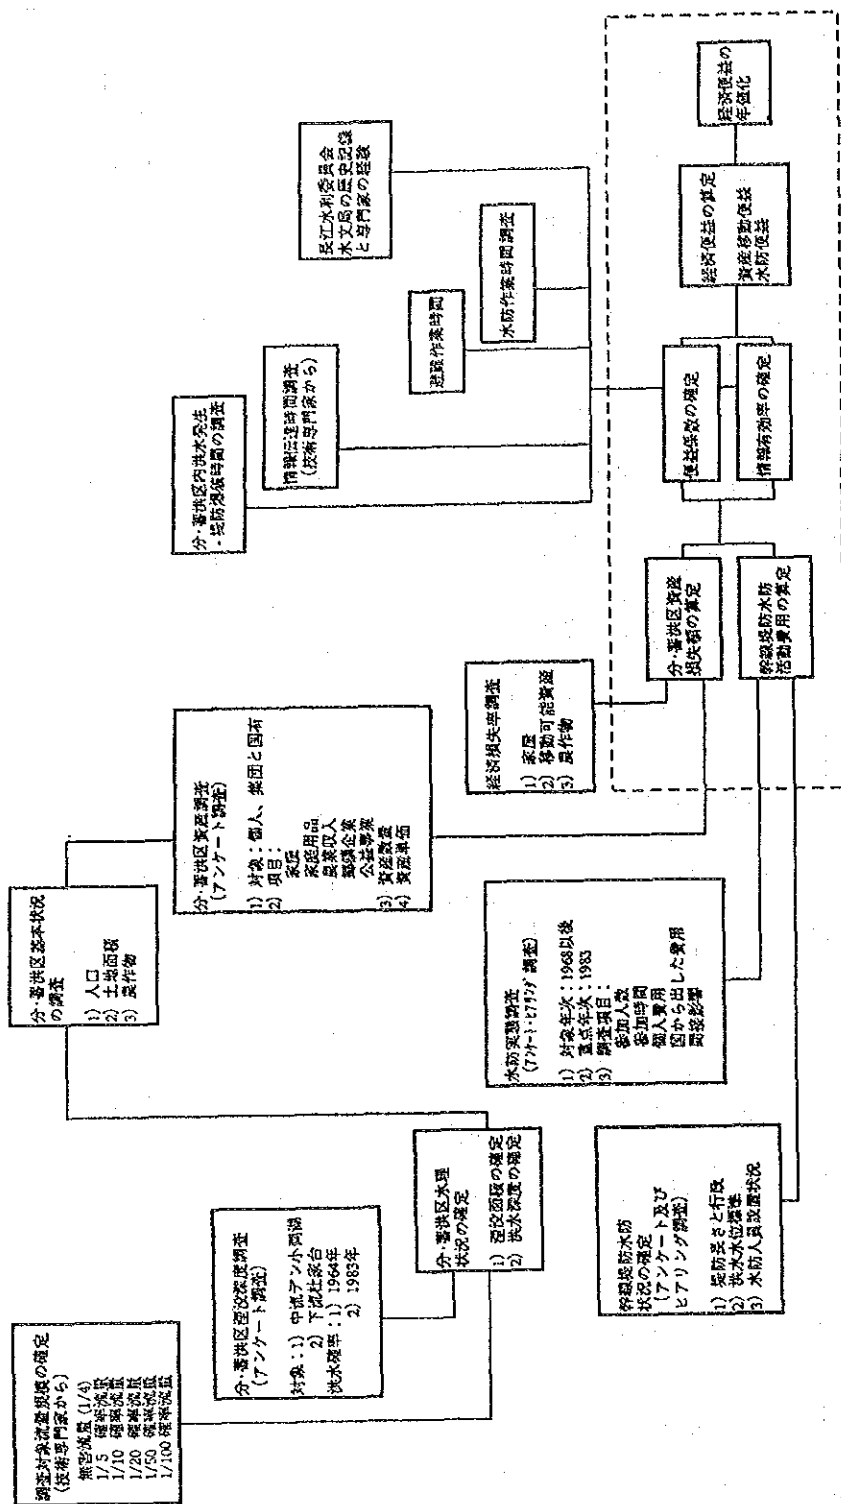 調査対象流量規模の確定
(技術専門家から)
無害流量 (1/4)
1/5 確率流量
1/10 確率流量
1/20 確率流量
1/50 確率流量
1/100 確率流量
分・蓄洪区浸没深度調査
(アンケート調査)
対象：1) 中流デン小両湖
2) 下流杜家台
洪水確率：1) 1964年
2) 1983年
分・蓄洪区水理
状況の確定
1) 浸没面積の確定
2) 洪水深度の確定
幹線堤防水防
状況の確定
(アンケート及び
ヒアリング調査)
1) 堤防長さと行政
2) 洪水水位標準
3) 水防人員設置状況
分・蓄洪区基本状況
の調査
1) 人口
2) 土地面積
3) 農作物
分・蓄洪区資産調査
(アンケート調査)
1) 対象：個人、集団と国有
2) 項目：
家屋
家庭用品
農業収入
郷鎮企業
公益事業
3) 資産数量
4) 資産単価
水防実態調査
(アンケート・ヒアリング調査)
1) 対象年次：1968以後
2) 重点年次：1983
3) 調査項目：
参加人数
参加時間
個人費用
国から出した費用
間接影響
経済損失率調査
1) 家屋
2) 移動可能資産
3) 農作物
分・蓄洪区内洪水発生
・堤防爆破時間の調査
情報伝達時間調査
(技術専門家から)
避難作業時間
水防作業時間調査
長江水利委員会
水文局の歴史記録
と専門家の経験
分・蓄洪区資産
損失額の算定
幹線堤防水防
活動費用の算定
便益係数の確定
情報有効率の確定
経済便益の算定
資産移動便益
水防便益
経済便益の
年値化